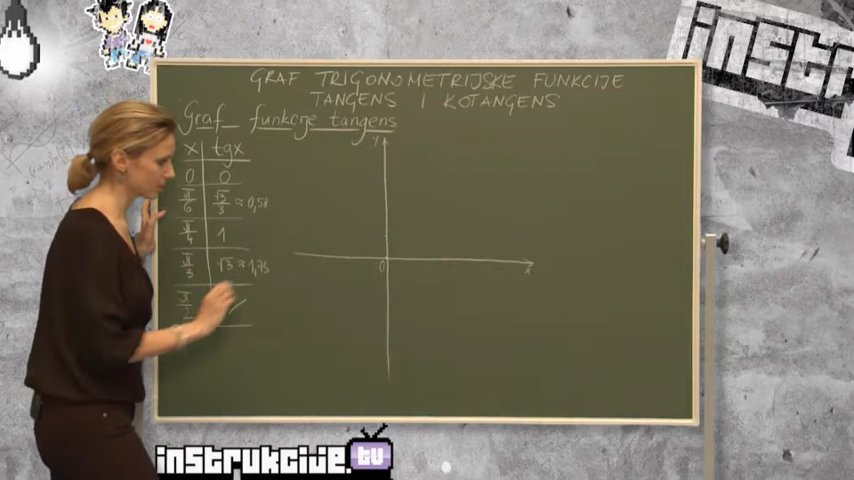 GRAF TRIGONOMETRIJSKE FUNKCIJE
TANGENS I KOTANGENS
Graf funkcije tangens
x tgx
0 0
π/6 √3/3 ≈ 0,58
π/4 1
π/3 √3 ≈ 1,73
π/2
y
0
x
instrukcije.tv